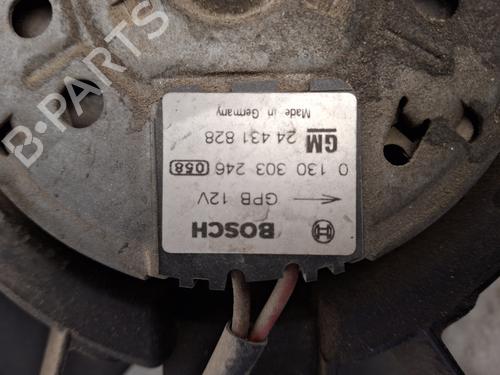 BOSCH
GPB 12V
0 130 303 246 058
GM 24 431 828
Made in Germany
B-PARTS